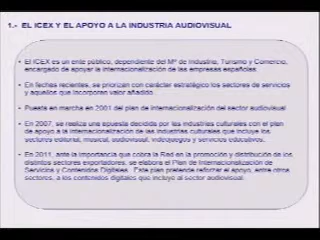 1.- EL ICEX Y EL APOYO A LA INDUSTRIA AUDIOVISUAL
• El ICEX es un ente público, dependiente del Mº de Industria, Turismo y Comercio,
encargado de apoyar la internacionalización de las empresas españolas.
• En fechas recientes, se priorizan con carácter estratégico los sectores de servicios
y aquellos que incorporan valor añadido.
• Puesta en marcha en 2001 del plan de internacionalización del sector audiovisual
• En 2007, se realiza una apuesta decidida por las industrias culturales con el plan
de apoyo a la internacionalización de las industrias culturales que incluye los
sectores editorial, musical, audiovisual, videojuegos y servicios educativos.
• En 2011, ante la importancia que cobra la Red en la promoción y distribución de los
distintos sectores exportadores, se elabora el Plan de Internacionalización de
Servicios y Contenidos Digitales. Este plan pretende reforzar el apoyo, entre otros
sectores, a los contenidos digitales que incluye al sector audiovisual.